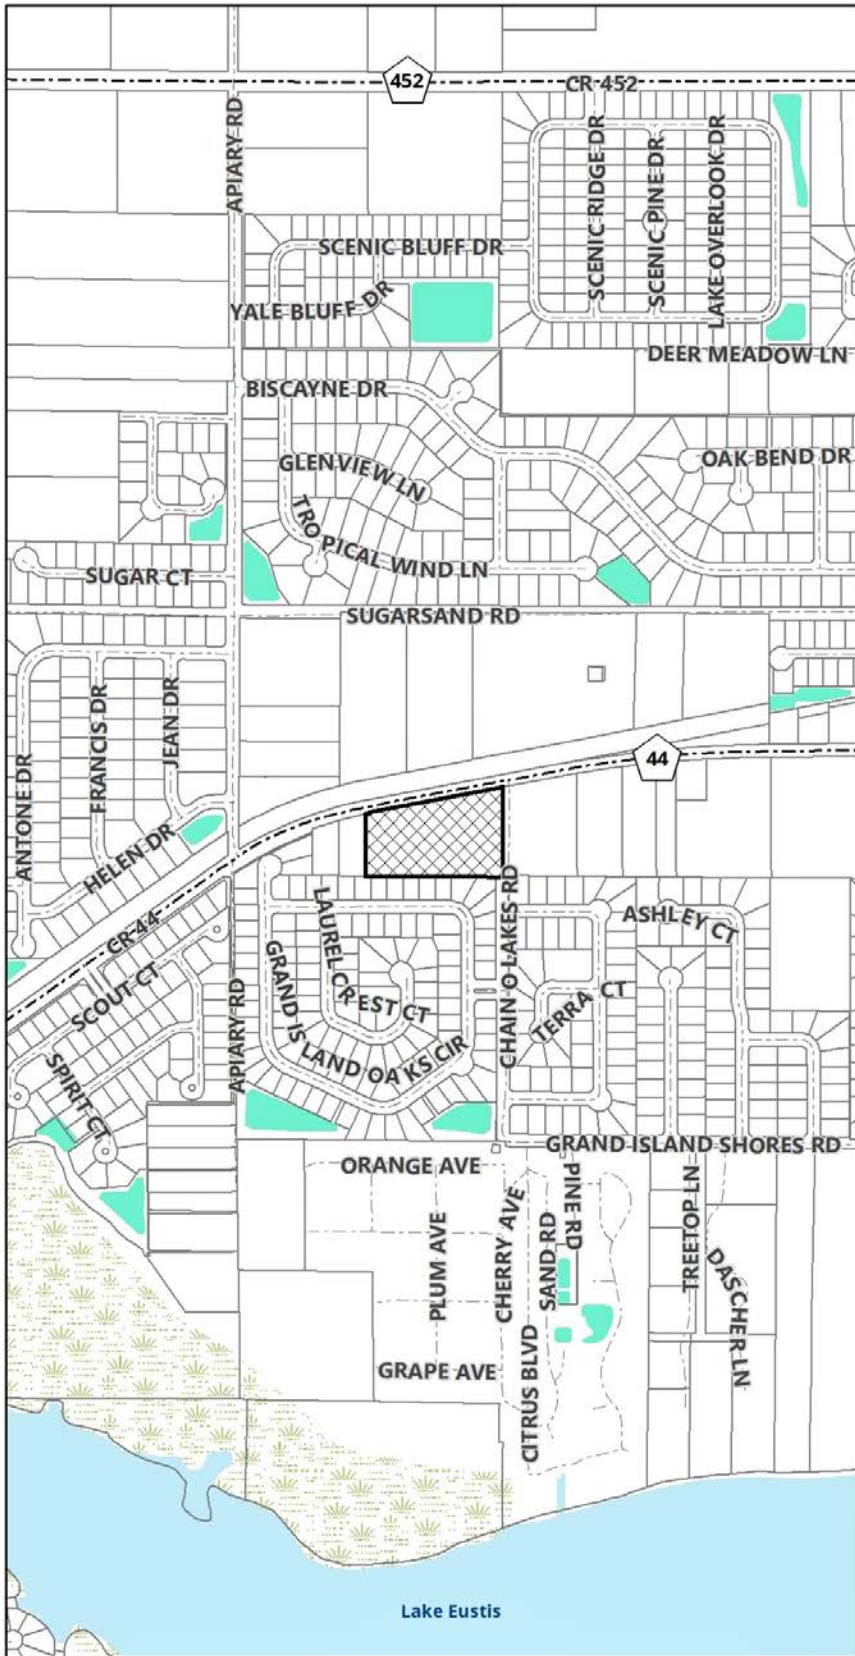 452
CR 452
APIARY RD
SCENIC RIDGE DR
SCENIC PINE DR
LAKE OVERLOOK DR
SCENIC BLUFF DR
YALE BLUFF DR
DEER MEADOW LN
BISCAYNE DR
OAK BEND DR
GLENVIEW LN
TROPICAL WIND LN
SUGAR CT
SUGARSAND RD
FRANCIS DR
JEAN DR
ANTONE DR
44
HELEN DR
CR 44
CHAIN O LAKES RD
LAUREL CREST CT
ASHLEY CT
GRAND ISLAND OAKS CIR
SCOUT CT
APIARY RD
TERRA CT
SPIRIT CT
GRAND ISLAND SHORES RD
ORANGE AVE
PLUM AVE
CHERRY AVE
SAND RD
PINE RD
TREETOP LN
DASCHER LN
GRAPE AVE
CITRUS BLVD
Lake Eustis